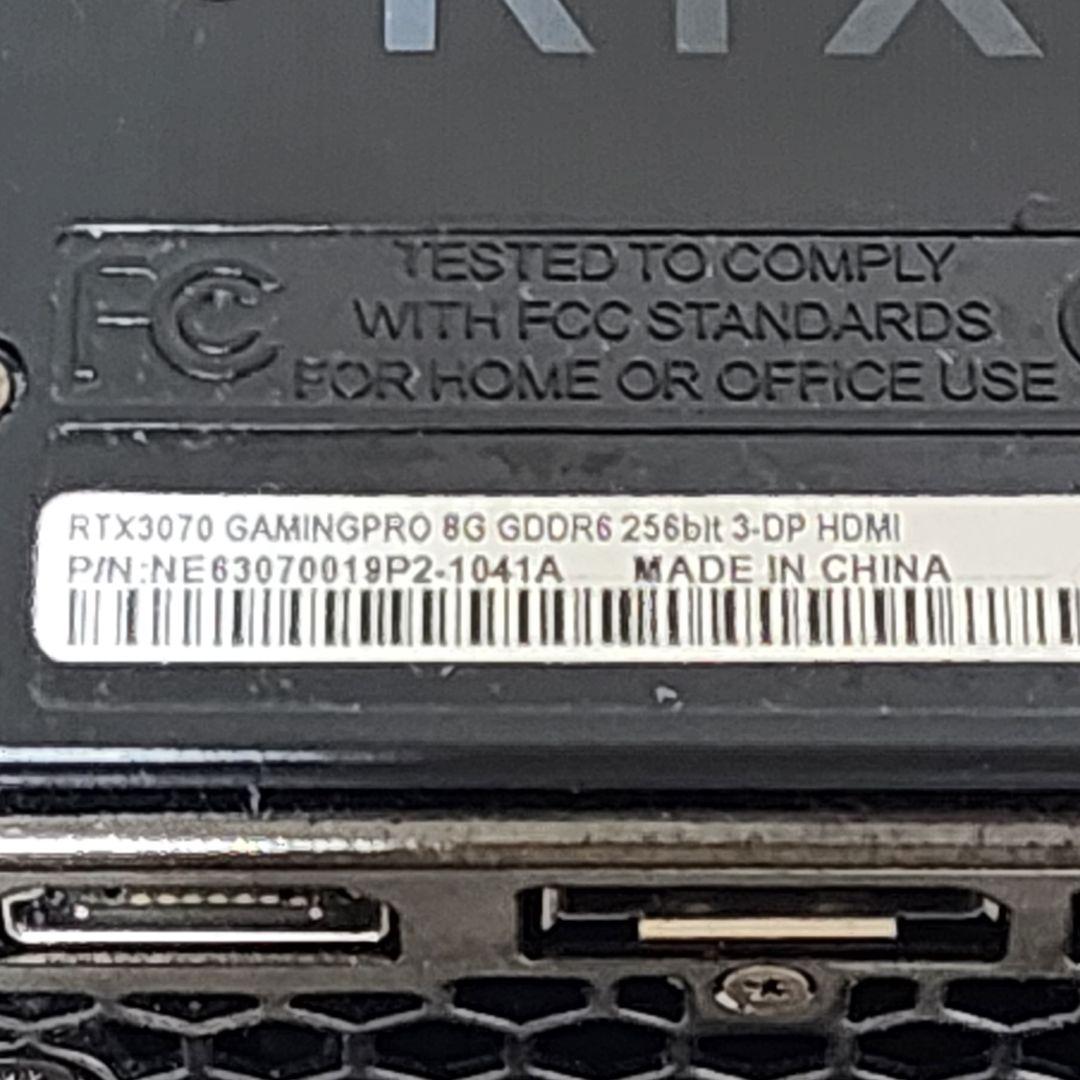 RTX
FC
TESTED TO COMPLY
WITH FCC STANDARDS
FOR HOME OR OFFICE USE
RTX3070 GAMINGPRO 8G GDDR6 256bit 3-DP HDMI
P/N:NE63070019P2-1041A MADE IN CHINA